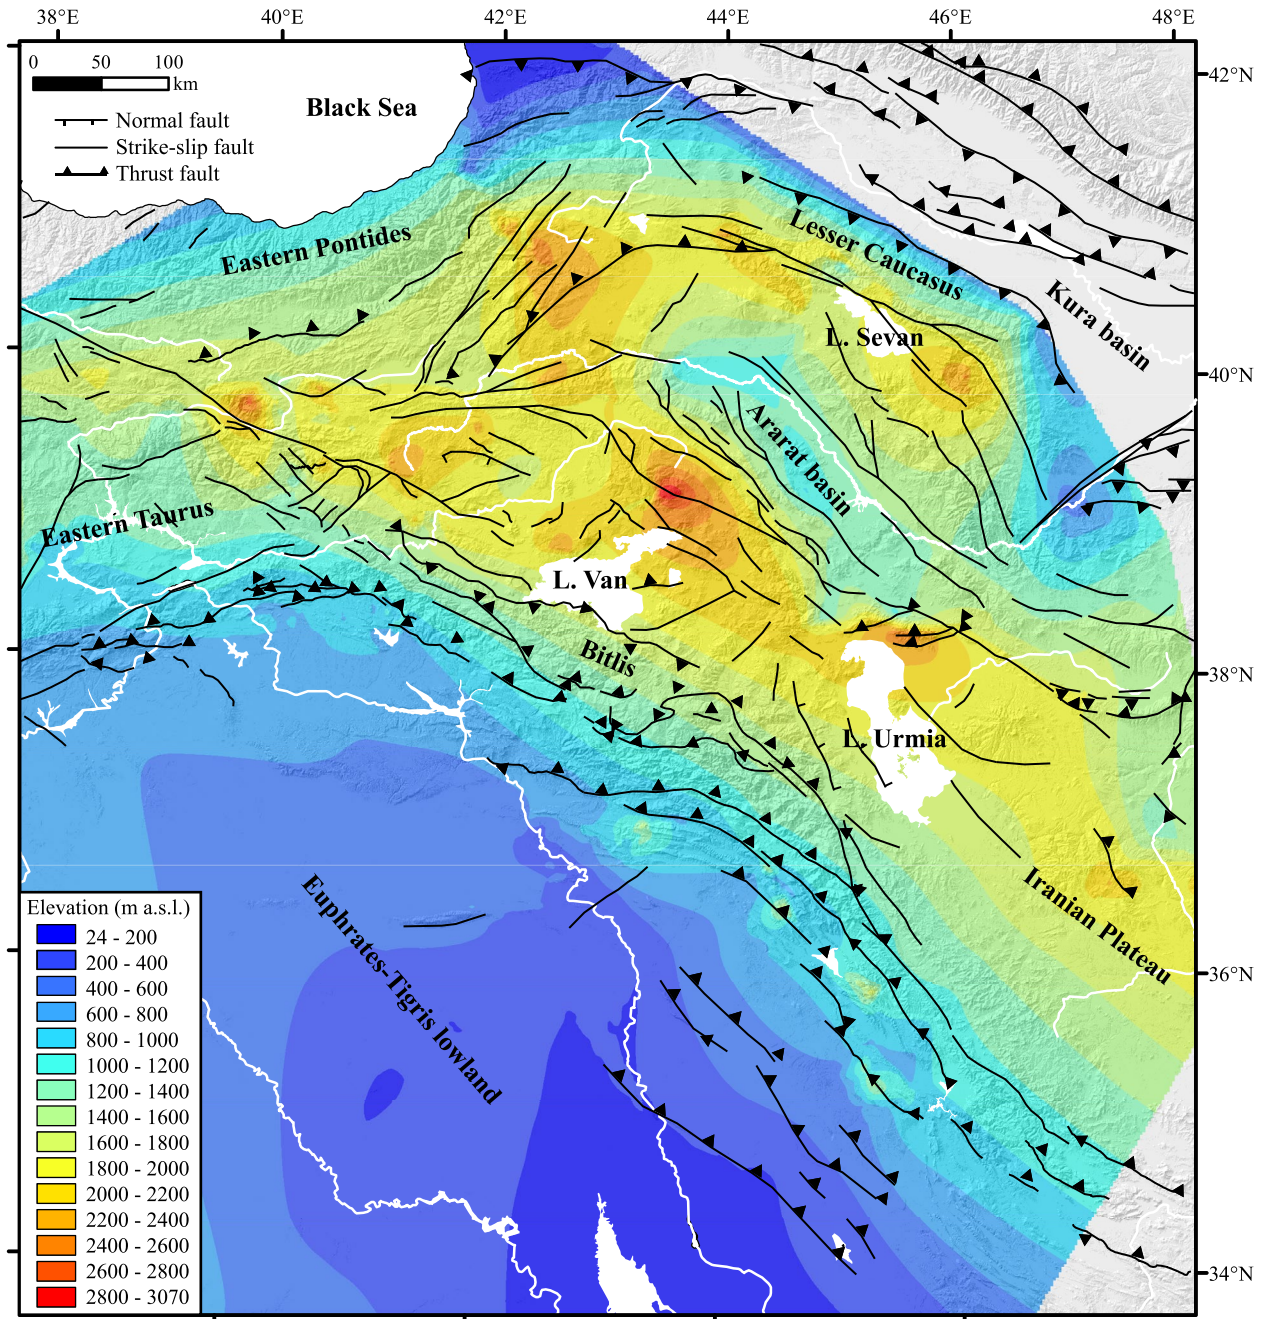 38°E 40°E 42°E 44°E 46°E 48°E
0 50 100
km
Normal fault
Strike-slip fault
Thrust fault
Black Sea
42°N
Eastern Pontides
Lesser Caucasus
Kura basin
L. Sevan
40°N
Ararat basin
Eastern Taurus
L. Van
Bitlis
38°N
L. Urmia
Iranian Plateau
Euphrates-Tigris lowland
36°N
34°N
Elevation (m a.s.l.)
24 - 200
200 - 400
400 - 600
600 - 800
800 - 1000
1000 - 1200
1200 - 1400
1400 - 1600
1600 - 1800
1800 - 2000
2000 - 2200
2200 - 2400
2400 - 2600
2600 - 2800
2800 - 3070